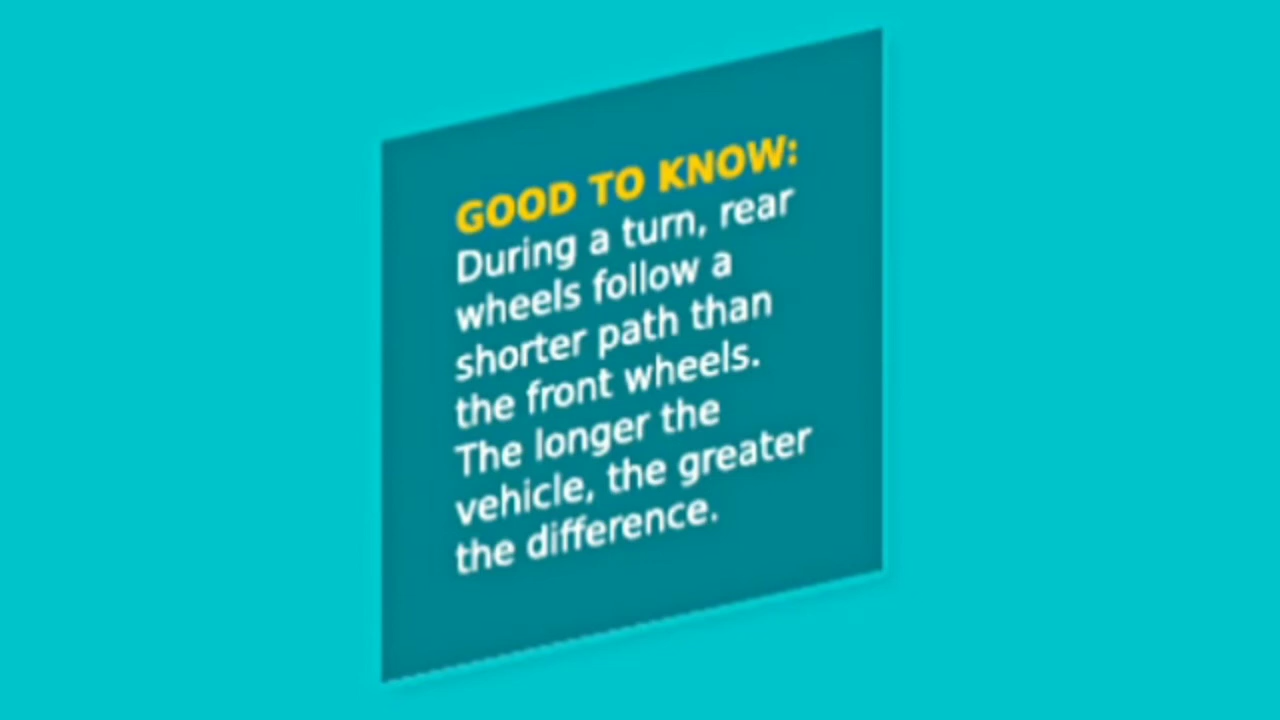 GOOD TO KNOW:
During a turn, rear
wheels follow a
shorter path than
the front wheels.
The longer the
vehicle, the greater
the difference.